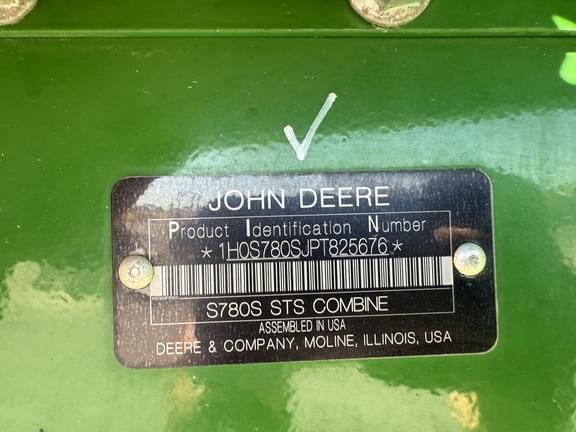 JOHN DEERE
Product Identification Number
*1H0S780SJPT825676*
S780S STS COMBINE
ASSEMBLED IN USA
DEERE & COMPANY, MOLINE, ILLINOIS, USA